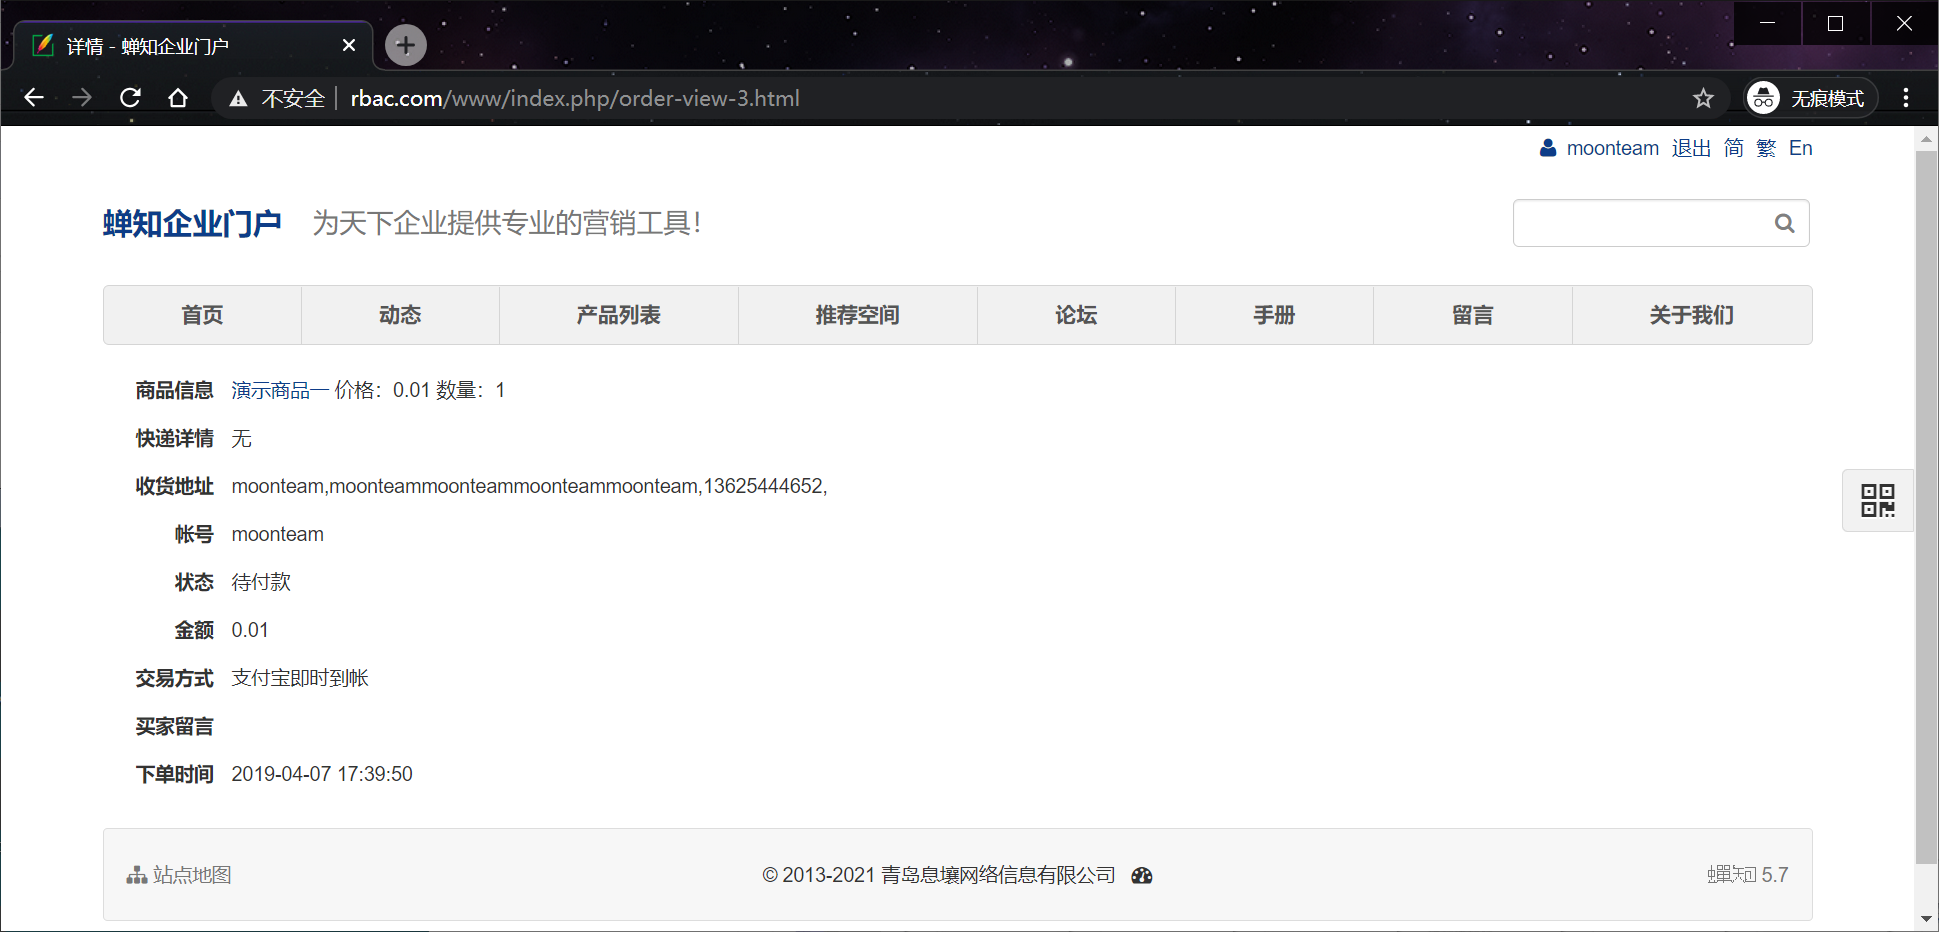 详情 - 蝉知企业门户
不安全 rbac.com/www/index.php/order-view-3.html 无痕模式
moonteam 退出 简 繁 En
蝉知企业门户 为天下企业提供专业的营销工具！
首页 动态 产品列表 推荐空间 论坛 手册 留言 关于我们
商品信息 演示商品一 价格：0.01 数量：1
快递详情 无
收货地址 moonteam,moonteammoonteammoonteammoonteam,13625444652,
帐号 moonteam
状态 待付款
金额 0.01
交易方式 支付宝即时到帐
买家留言
下单时间 2019-04-07 17:39:50
站点地图 © 2013-2021 青岛息壤网络信息有限公司 蝉知 5.7